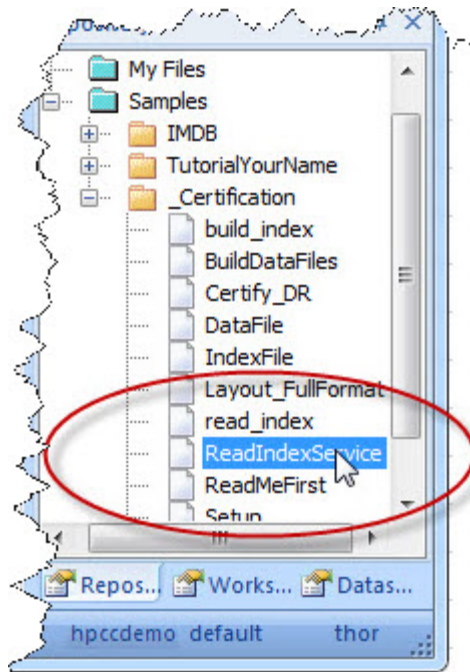 My Files
Samples
IMDB
TutorialYourName
_Certification
build_index
BuildDataFiles
Certify_DR
DataFile
IndexFile
Layout_FullFormat
read_index
ReadIndexService
ReadMeFirst
Setup
Repos... Works... Datas...
hpccdemo default thor